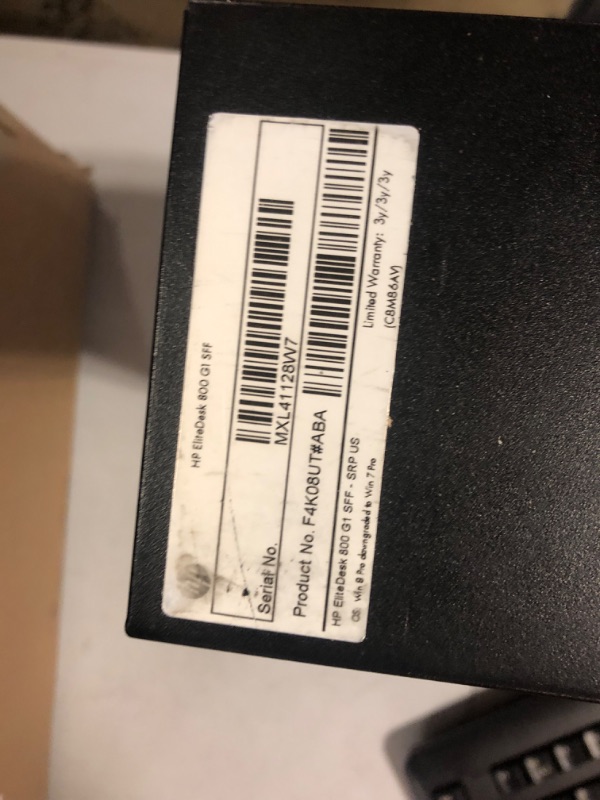 HP EliteDesk 800 G1 SFF
Serial No.
MXL41128W7
Product No. F4K08UT#ABA
HP EliteDesk 800 G1 SFF - SRP US
Limited Warranty: 3y/3y/3y
OS: Win 8 Pro downgraded to Win 7 Pro
(C8M86AV)